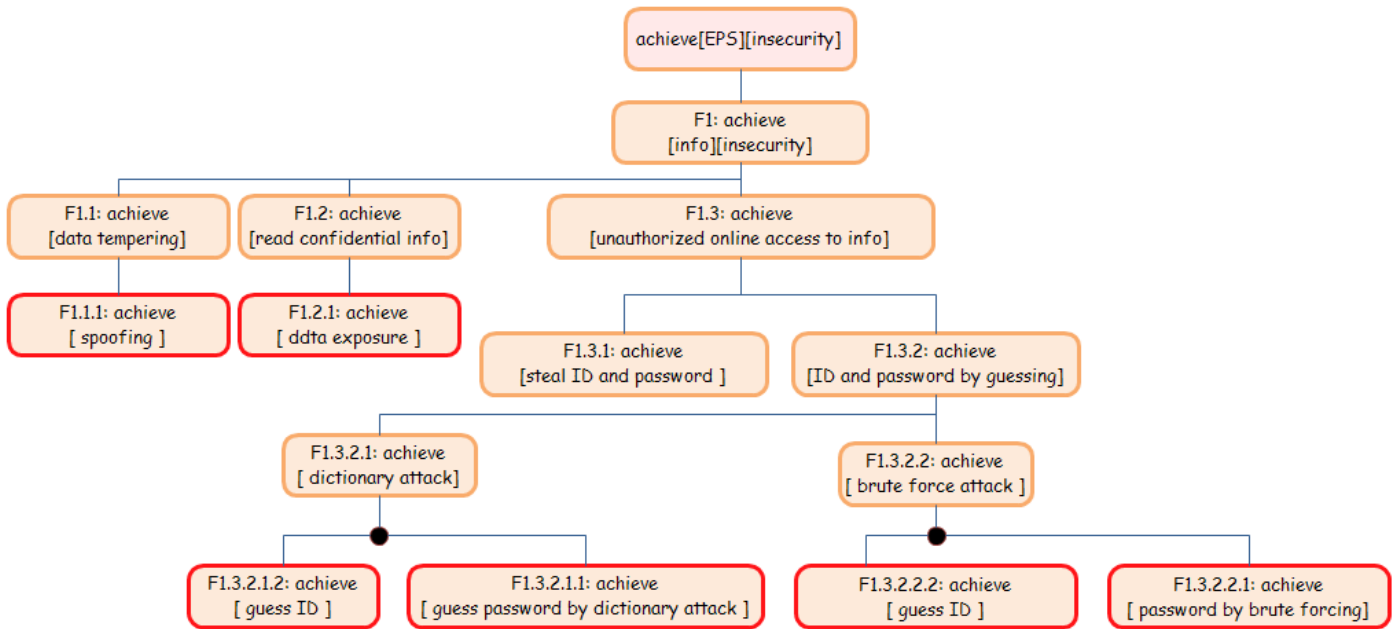 achieve[EPS][insecurity]
F1: achieve
[info][insecurity]
F1.1: achieve
[data tempering]
F1.2: achieve
[read confidential info]
F1.3: achieve
[unauthorized online access to info]
F1.1.1: achieve
[ spoofing ]
F1.2.1: achieve
[ ddta exposure ]
F1.3.1: achieve
[steal ID and password ]
F1.3.2: achieve
[ID and password by guessing]
F1.3.2.1: achieve
[ dictionary attack]
F1.3.2.2: achieve
[ brute force attack ]
F1.3.2.1.2: achieve
[ guess ID ]
F1.3.2.1.1: achieve
[ guess password by dictionary attack ]
F1.3.2.2.2: achieve
[ guess ID ]
F1.3.2.2.1: achieve
[ password by brute forcing]